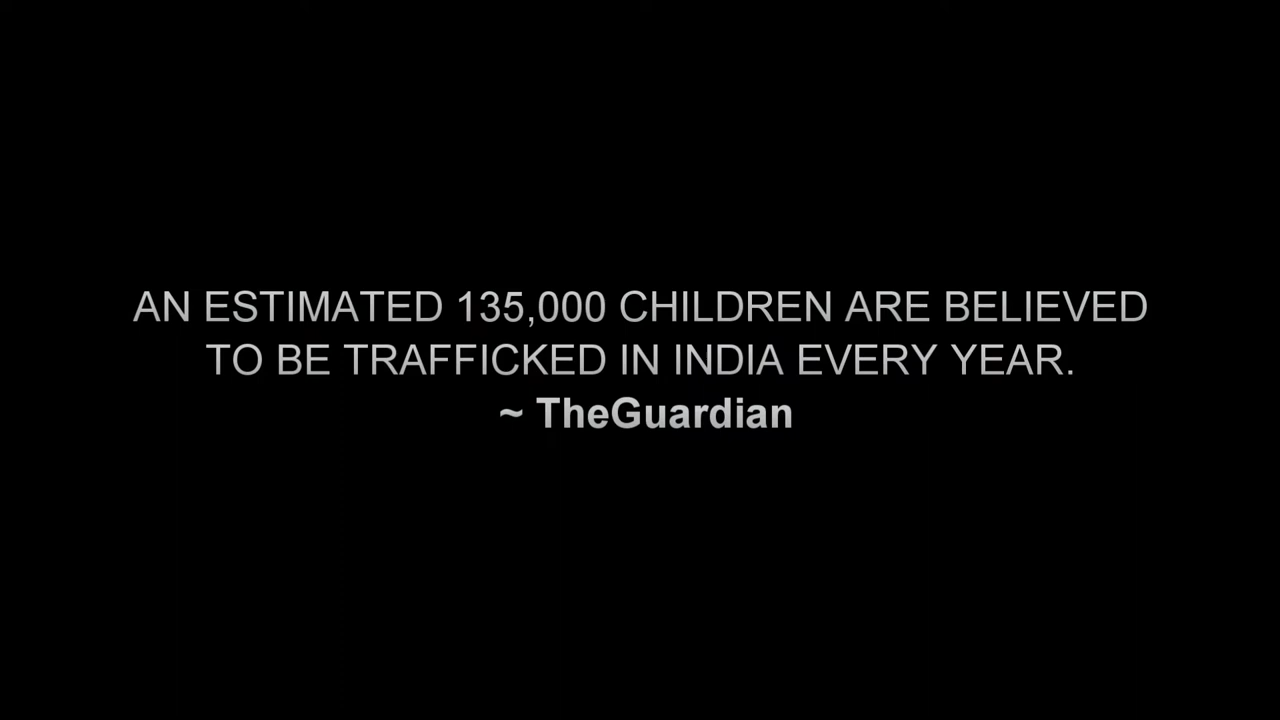 AN ESTIMATED 135,000 CHILDREN ARE BELIEVED
TO BE TRAFFICKED IN INDIA EVERY YEAR.
~ TheGuardian